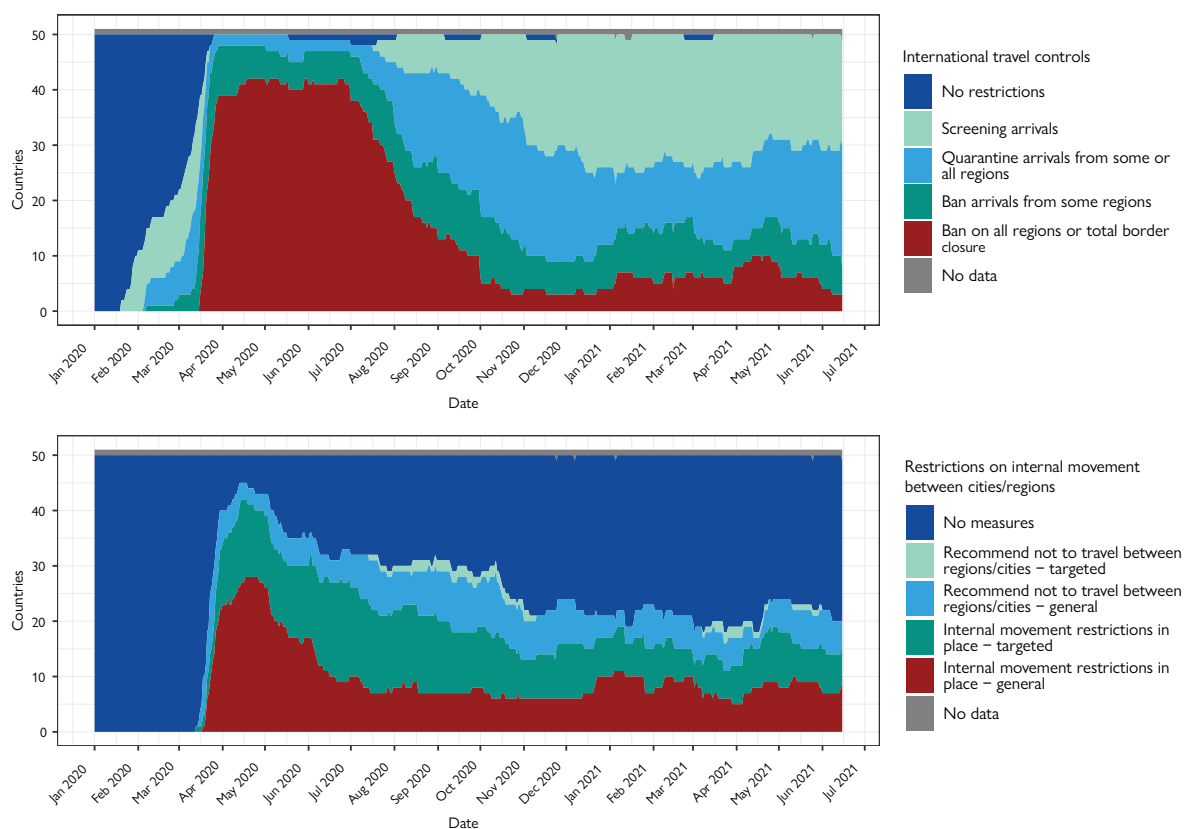 International travel controls
No restrictions
Screening arrivals
Quarantine arrivals from some or
all regions
Ban arrivals from some regions
Ban on all regions or total border
closure
No data
Countries
50
40
30
20
10
0
Jan 2020
Feb 2020
Mar 2020
Apr 2020
May 2020
Jun 2020
Jul 2020
Aug 2020
Sep 2020
Oct 2020
Nov 2020
Dec 2020
Jan 2021
Feb 2021
Mar 2021
Apr 2021
May 2021
Jun 2021
Jul 2021
Date
Restrictions on internal movement
between cities/regions
No measures
Recommend not to travel between
regions/cities − targeted
Recommend not to travel between
regions/cities − general
Internal movement restrictions in
place − targeted
Internal movement restrictions in
place − general
No data
Countries
50
40
30
20
10
0
Jan 2020
Feb 2020
Mar 2020
Apr 2020
May 2020
Jun 2020
Jul 2020
Aug 2020
Sep 2020
Oct 2020
Nov 2020
Dec 2020
Jan 2021
Feb 2021
Mar 2021
Apr 2021
May 2021
Jun 2021
Jul 2021
Date